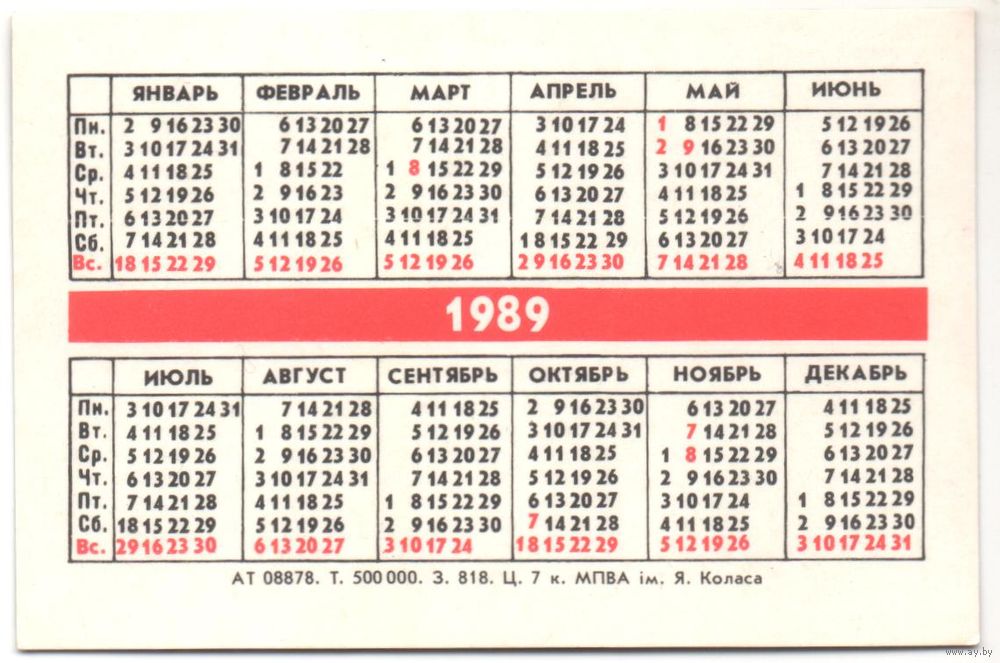 ЯНВАРЬ ФЕВРАЛЬ МАРТ АПРЕЛЬ МАЙ ИЮНЬ
Пн. 2 9 16 23 30 6 13 20 27 6 13 20 27 3 10 17 24 1 8 15 22 29 5 12 19 26
Вт. 3 10 17 24 31 7 14 21 28 7 14 21 28 4 11 18 25 2 9 16 23 30 6 13 20 27
Ср. 4 11 18 25 1 8 15 22 1 8 15 22 29 5 12 19 26 3 10 17 24 31 7 14 21 28
Чт. 5 12 19 26 2 9 16 23 2 9 16 23 30 6 13 20 27 4 11 18 25 1 8 15 22 29
Пт. 6 13 20 27 3 10 17 24 3 10 17 24 31 7 14 21 28 5 12 19 26 2 9 16 23 30
Сб. 7 14 21 28 4 11 18 25 4 11 18 25 1 8 15 22 29 6 13 20 27 3 10 17 24
Вс. 1 8 15 22 29 5 12 19 26 5 12 19 26 2 9 16 23 30 7 14 21 28 4 11 18 25
1989
ИЮЛЬ АВГУСТ СЕНТЯБРЬ ОКТЯБРЬ НОЯБРЬ ДЕКАБРЬ
Пн. 3 10 17 24 31 7 14 21 28 4 11 18 25 2 9 16 23 30 6 13 20 27 4 11 18 25
Вт. 4 11 18 25 1 8 15 22 29 5 12 19 26 3 10 17 24 31 7 14 21 28 5 12 19 26
Ср. 5 12 19 26 2 9 16 23 30 6 13 20 27 4 11 18 25 1 8 15 22 29 6 13 20 27
Чт. 6 13 20 27 3 10 17 24 31 7 14 21 28 5 12 19 26 2 9 16 23 30 7 14 21 28
Пт. 7 14 21 28 4 11 18 25 1 8 15 22 29 6 13 20 27 3 10 17 24 1 8 15 22 29
Сб. 1 8 15 22 29 5 12 19 26 2 9 16 23 30 7 14 21 28 4 11 18 25 2 9 16 23 30
Вс. 2 9 16 23 30 6 13 20 27 3 10 17 24 1 8 15 22 29 5 12 19 26 3 10 17 24 31
АТ 08878. Т. 500 000. З. 818. Ц. 7 к. МПВА ім. Я. Коласа
www.ay.by